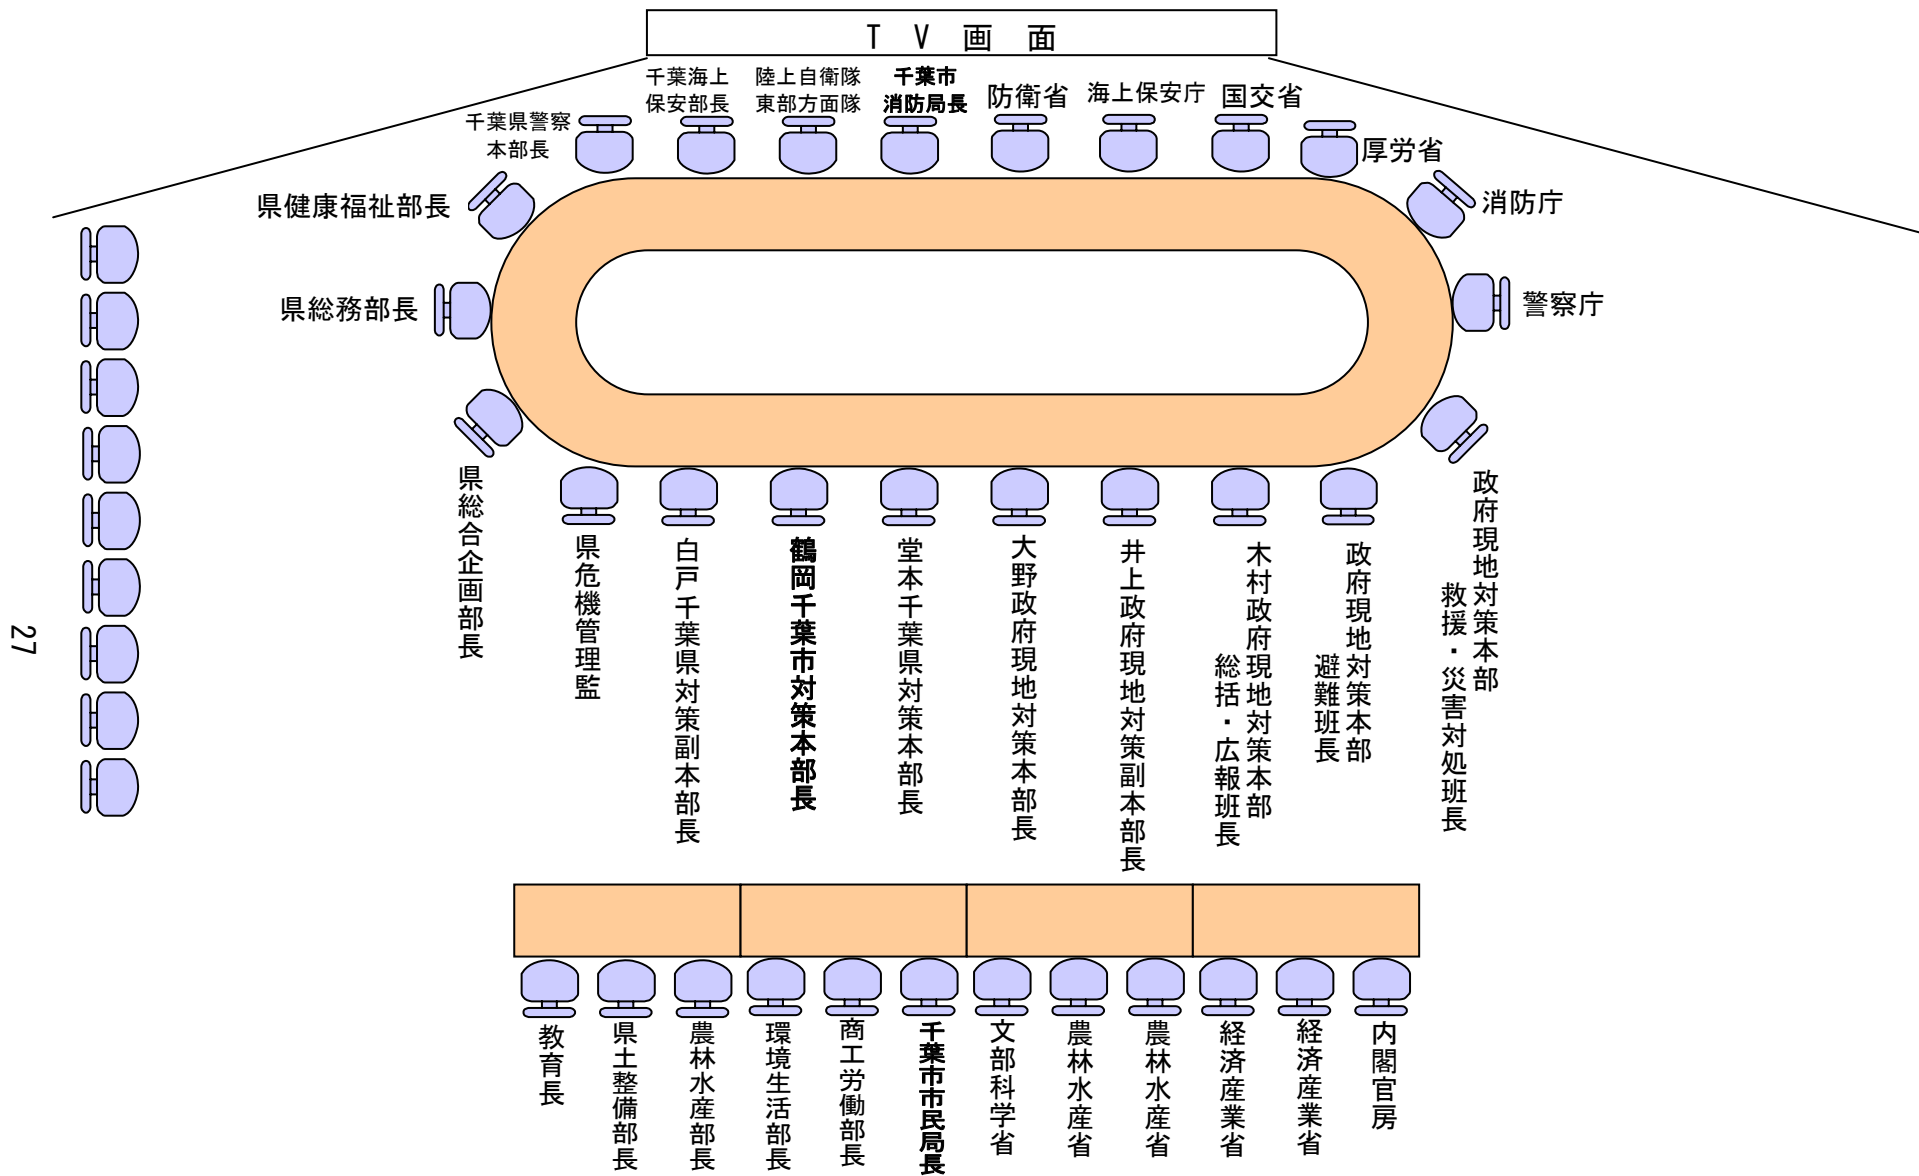 TV画面
千葉海上
保安部長
陸上自衛隊
東部方面隊
千葉市
消防局長
防衛省
海上保安庁
国交省
千葉県警察
本部長
厚労省
県健康福祉部長
消防庁
県総務部長
警察庁
県総合企画部長
県危機管理監
白戸千葉県対策副本部長
鶴岡千葉市対策本部長
堂本千葉県対策本部長
大野政府現地対策本部長
井上政府現地対策副本部長
木村政府現地対策本部
総括・広報班長
政府現地対策本部
避難班長
政府現地対策本部
救援・災害対処班長
27
教育長
県土整備部長
農林水産部長
環境生活部長
商工労働部長
千葉市市民局長
文部科学省
農林水産省
農林水産省
経済産業省
経済産業省
内閣官房